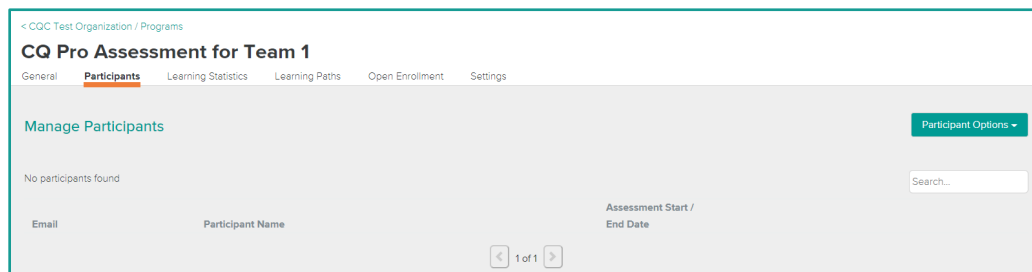 < CQC Test Organization / Programs
CQ Pro Assessment for Team 1
General Participants Learning Statistics Learning Paths Open Enrollment Settings
Manage Participants Participant Options
No participants found Search...
Email Participant Name Assessment Start / End Date
< 1 of 1 >